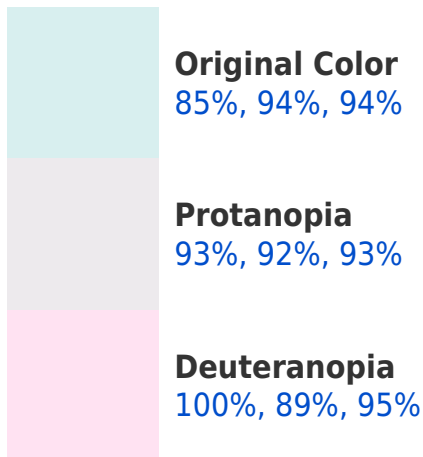 Original Color
85%, 94%, 94%
Protanopia
93%, 92%, 93%
Deuteranopia
100%, 89%, 95%